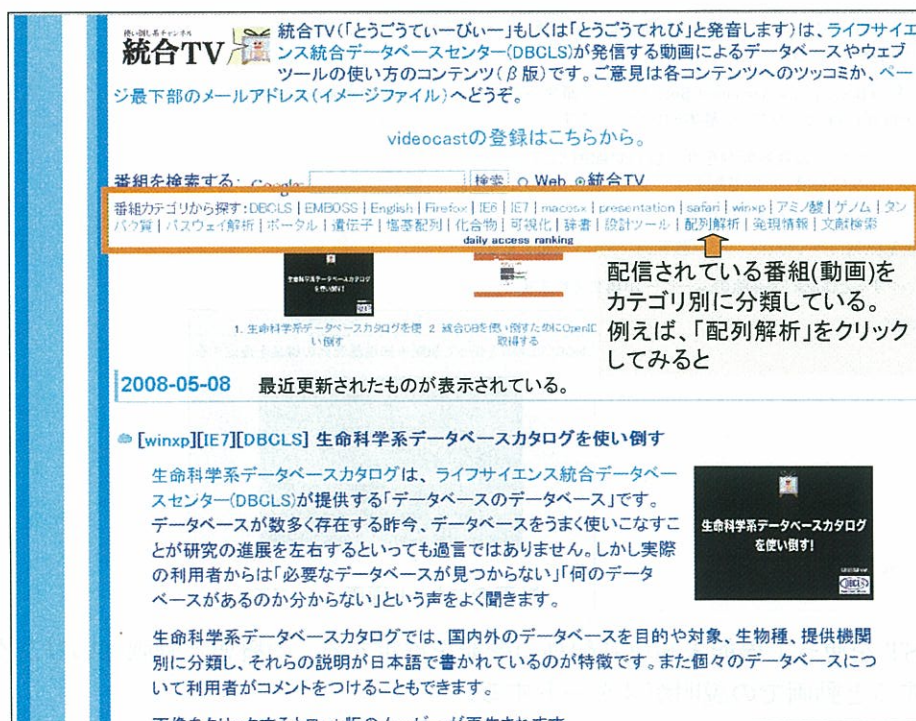 使い倒し系チャンネル
統合TV
統合TV(「とうごうてぃーびぃー」もしくは「とうごうてれび」と発音します)は、ライフサイエ
ンス統合データベースセンター(DBCLS)が発信する動画によるデータベースやウェブ
ツールの使い方のコンテンツ(β版)です。ご意見は各コンテンツへのツッコミか、ペー
ジ最下部のメールアドレス(イメージファイル)へどうぞ。
videocastの登録はこちらから。
番組を検索する: Google 検索 Web 統合TV
番組カテゴリから探す:DBCLS | EMBOSS | English | Firefox | IE6 | IE7 | macosx | presentation | safari | winxp | アミノ酸 | ゲノム | タン
パク質 | パスウェイ解析 | ポータル | 遺伝子 | 塩基配列 | 化合物 | 可視化 | 辞書 | 設計ツール | 配列解析 | 発現情報 | 文献検索
daily access ranking
生命科学系データベースカタログ
を使い倒す!
1. 生命科学系データベースカタログを使
い倒す
2. 統合DBを使い倒すためにOpenID
取得する
配信されている番組(動画)を
カテゴリ別に分類している。
例えば、「配列解析」をクリック
してみると
2008-05-08 最近更新されたものが表示されている。
[winxp][IE7][DBCLS] 生命科学系データベースカタログを使い倒す
生命科学系データベースカタログは、ライフサイエンス統合データベー
スセンター(DBCLS)が提供する「データベースのデータベース」です。
データベースが数多く存在する昨今、データベースをうまく使いこなすこ
とが研究の進展を左右するといっても過言ではありません。しかし実際
の利用者からは「必要なデータベースが見つからない」「何のデータ
ベースがあるのか分からない」という声をよく聞きます。
生命科学系データベースカタログ
を使い倒す!
DBCLS
生命科学系データベースカタログでは、国内外のデータベースを目的や対象、生物種、提供機関
別に分類し、それらの説明が日本語で書かれているのが特徴です。また個々のデータベースにつ
いて利用者がコメントをつけることもできます。